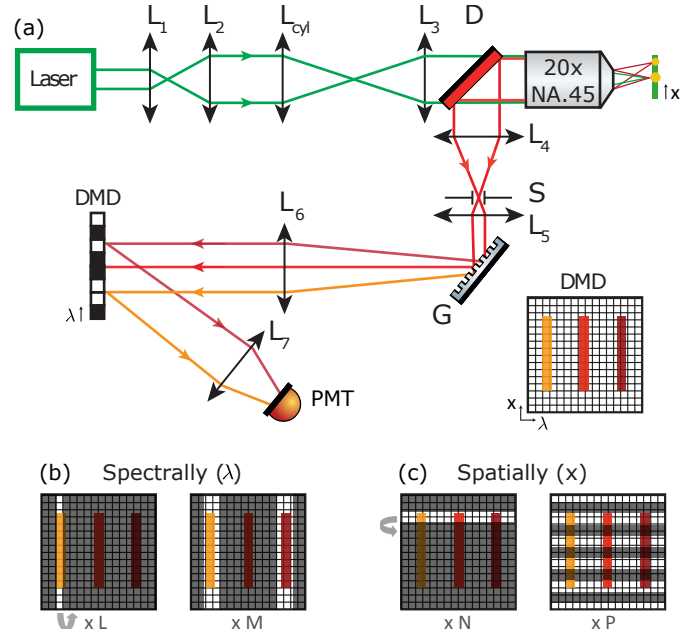 (a)
L1
L2
Lcyl
L3
D
Laser
20x
NA.45
x
L4
S
DMD
L6
L5
λ
G
L7
PMT
DMD
x
λ
(b) Spectrally (λ)
(c) Spatially (x)
x L
x M
x N
x P